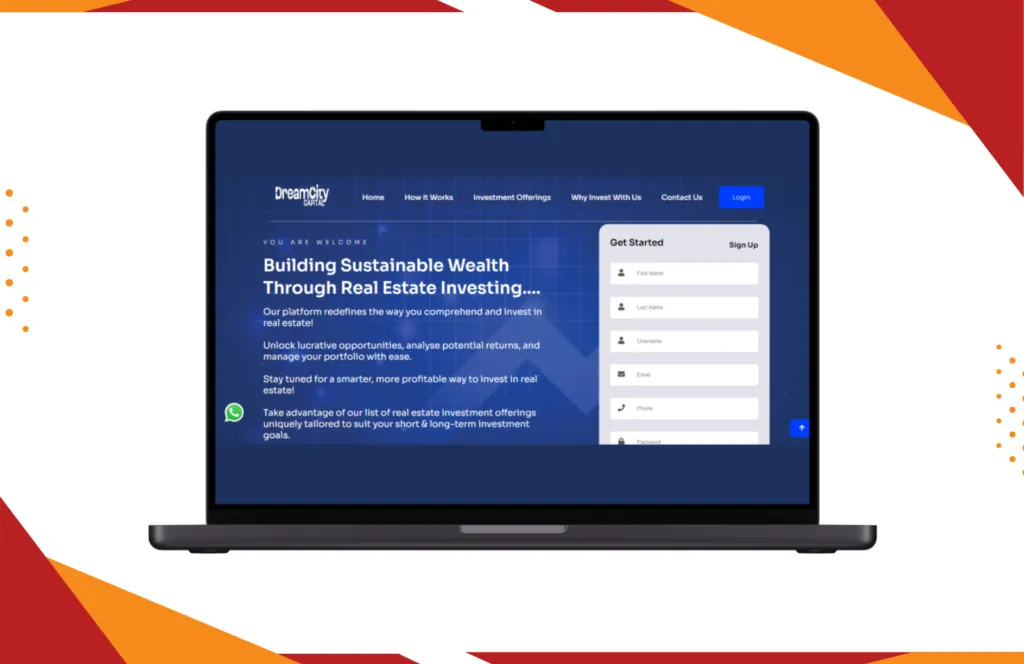 DreamCity
CAPITAL
Home How It Works Investment Offerings Why Invest With Us Contact Us Login
YOU ARE WELCOME
Building Sustainable Wealth
Through Real Estate Investing....
Our platform redefines the way you comprehend and invest in
real estate!
Unlock lucrative opportunities, analyse potential returns, and
manage your portfolio with ease.
Stay tuned for a smarter, more profitable way to invest in real
estate!
Take advantage of our list of real estate investment offerings
uniquely tailored to suit your short & long-term investment
goals.
Get Started Sign Up
First Name
Last Name
Username
Email
Phone
Password